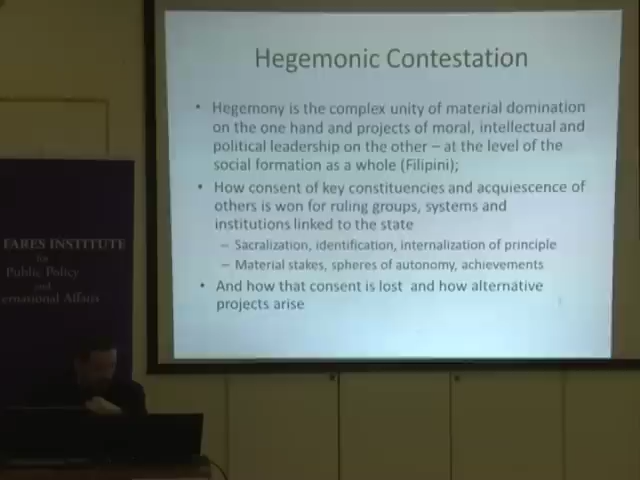 Hegemonic Contestation
• Hegemony is the complex unity of material domination
on the one hand and projects of moral, intellectual and
political leadership on the other – at the level of the
social formation as a whole (Filipini);
• How consent of key constituencies and acquiescence of
others is won for ruling groups, systems and
institutions linked to the state
– Sacralization, identification, internalization of principle
– Material stakes, spheres of autonomy, achievements
• And how that consent is lost and how alternative
projects arise
FARES INSTITUTE
for
Public Policy
and
ernational Affairs